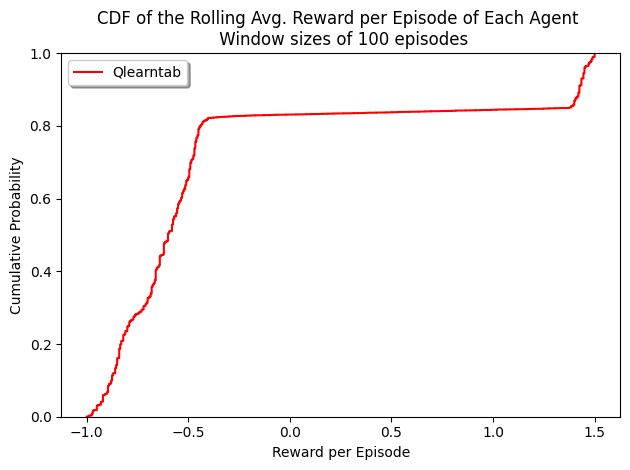 CDF of the Rolling Avg. Reward per Episode of Each Agent
Window sizes of 100 episodes
Qlearntab
1.0
0.8
0.6
0.4
0.2
0.0
Cumulative Probability
−1.0
−0.5
0.0
0.5
1.0
1.5
Reward per Episode